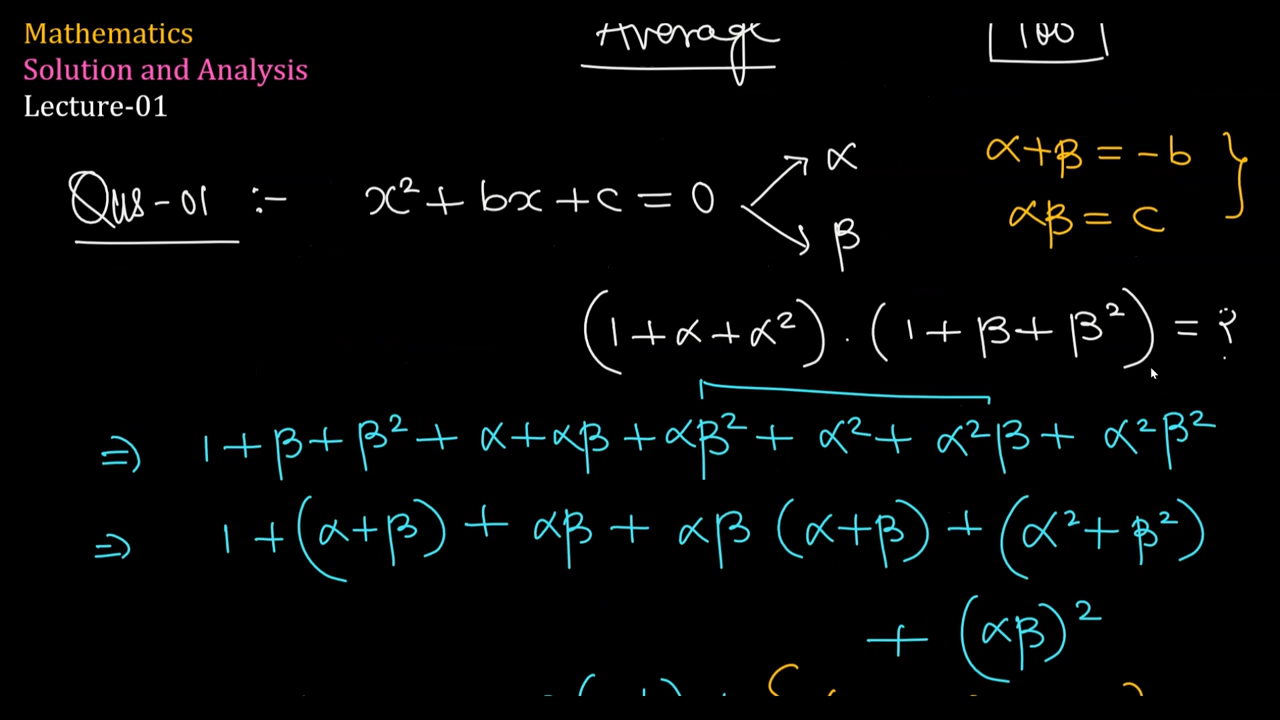 Mathematics
Solution and Analysis
Lecture-01
Average
100
Qus-01 :- x² + bx + c = 0
α
β
α+β = -b
αβ = c
(1+α+α²) . (1+β+β²) = ?
⇒ 1+β+β²+ α+αβ +αβ²+ α²+ α²β+ α²β²
⇒ 1+(α+β) + αβ + αβ (α+β) + (α²+β²)
+ (αβ)²